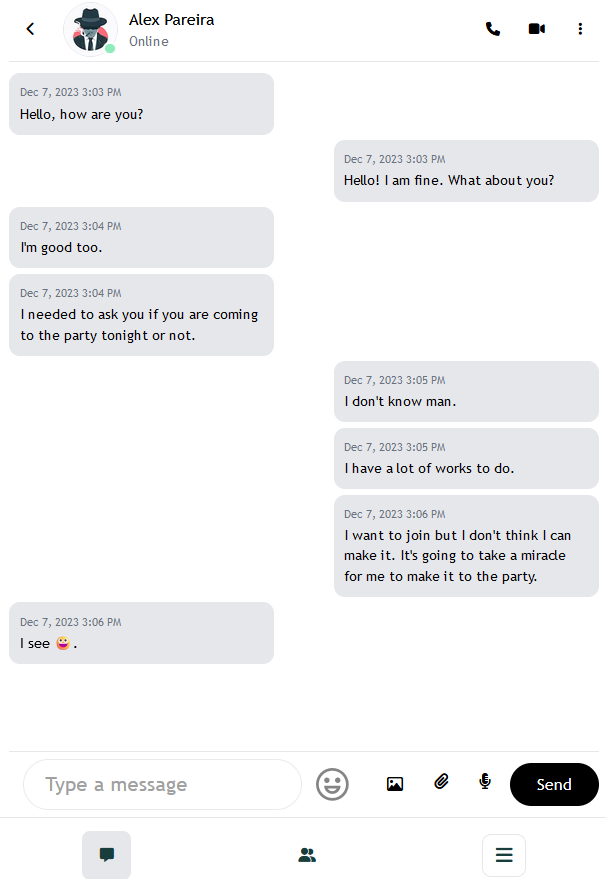 Alex Pareira
Online
Dec 7, 2023 3:03 PM
Hello, how are you?
Dec 7, 2023 3:03 PM
Hello! I am fine. What about you?
Dec 7, 2023 3:04 PM
I'm good too.
Dec 7, 2023 3:04 PM
I needed to ask you if you are coming
to the party tonight or not.
Dec 7, 2023 3:05 PM
I don't know man.
Dec 7, 2023 3:05 PM
I have a lot of works to do.
Dec 7, 2023 3:06 PM
I want to join but I don't think I can
make it. It's going to take a miracle
for me to make it to the party.
Dec 7, 2023 3:06 PM
I see 😀.
Type a message
Send